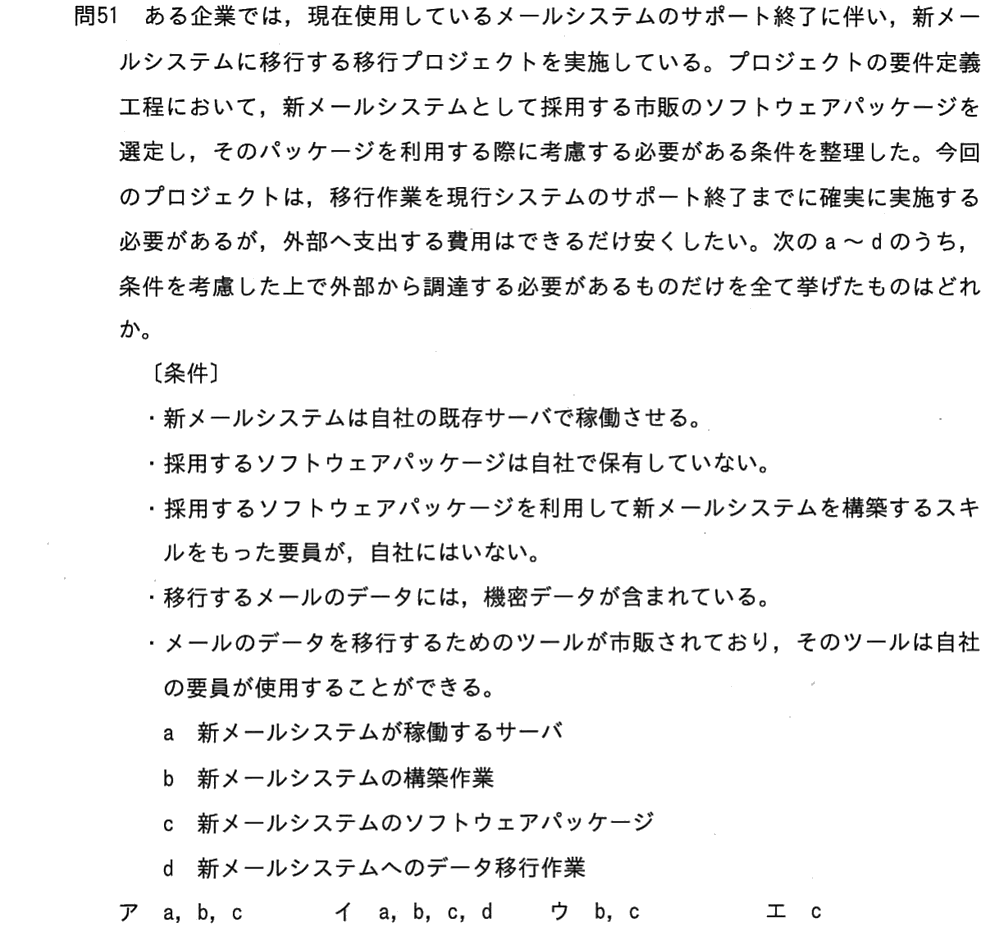 問51　ある企業では，現在使用しているメールシステムのサポート終了に伴い，新メー
ルシステムに移行する移行プロジェクトを実施している。プロジェクトの要件定義
工程において，新メールシステムとして採用する市販のソフトウェアパッケージを
選定し，そのパッケージを利用する際に考慮する必要がある条件を整理した。今回
のプロジェクトは，移行作業を現行システムのサポート終了までに確実に実施する
必要があるが，外部へ支出する費用はできるだけ安くしたい。次のａ～ｄのうち，
条件を考慮した上で外部から調達する必要があるものだけを全て挙げたものはどれ
か。
〔条件〕
・新メールシステムは自社の既存サーバで稼働させる。
・採用するソフトウェアパッケージは自社で保有していない。
・採用するソフトウェアパッケージを利用して新メールシステムを構築するスキ
ルをもった要員が，自社にはいない。
・移行するメールのデータには，機密データが含まれている。
・メールのデータを移行するためのツールが市販されており，そのツールは自社
の要員が使用することができる。
a　新メールシステムが稼働するサーバ
b　新メールシステムの構築作業
c　新メールシステムのソフトウェアパッケージ
d　新メールシステムへのデータ移行作業
ア　a，b，c　　イ　a，b，c，d　　ウ　b，c　　エ　c